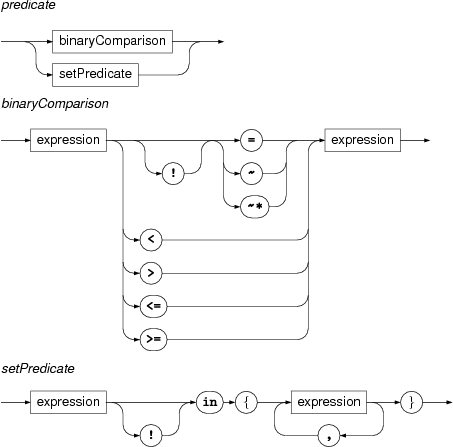 predicate
binaryComparison
setPredicate
binaryComparison
expression ! = expression
~
~*
<
>
<=
>=
setPredicate
expression ! in { expression , }